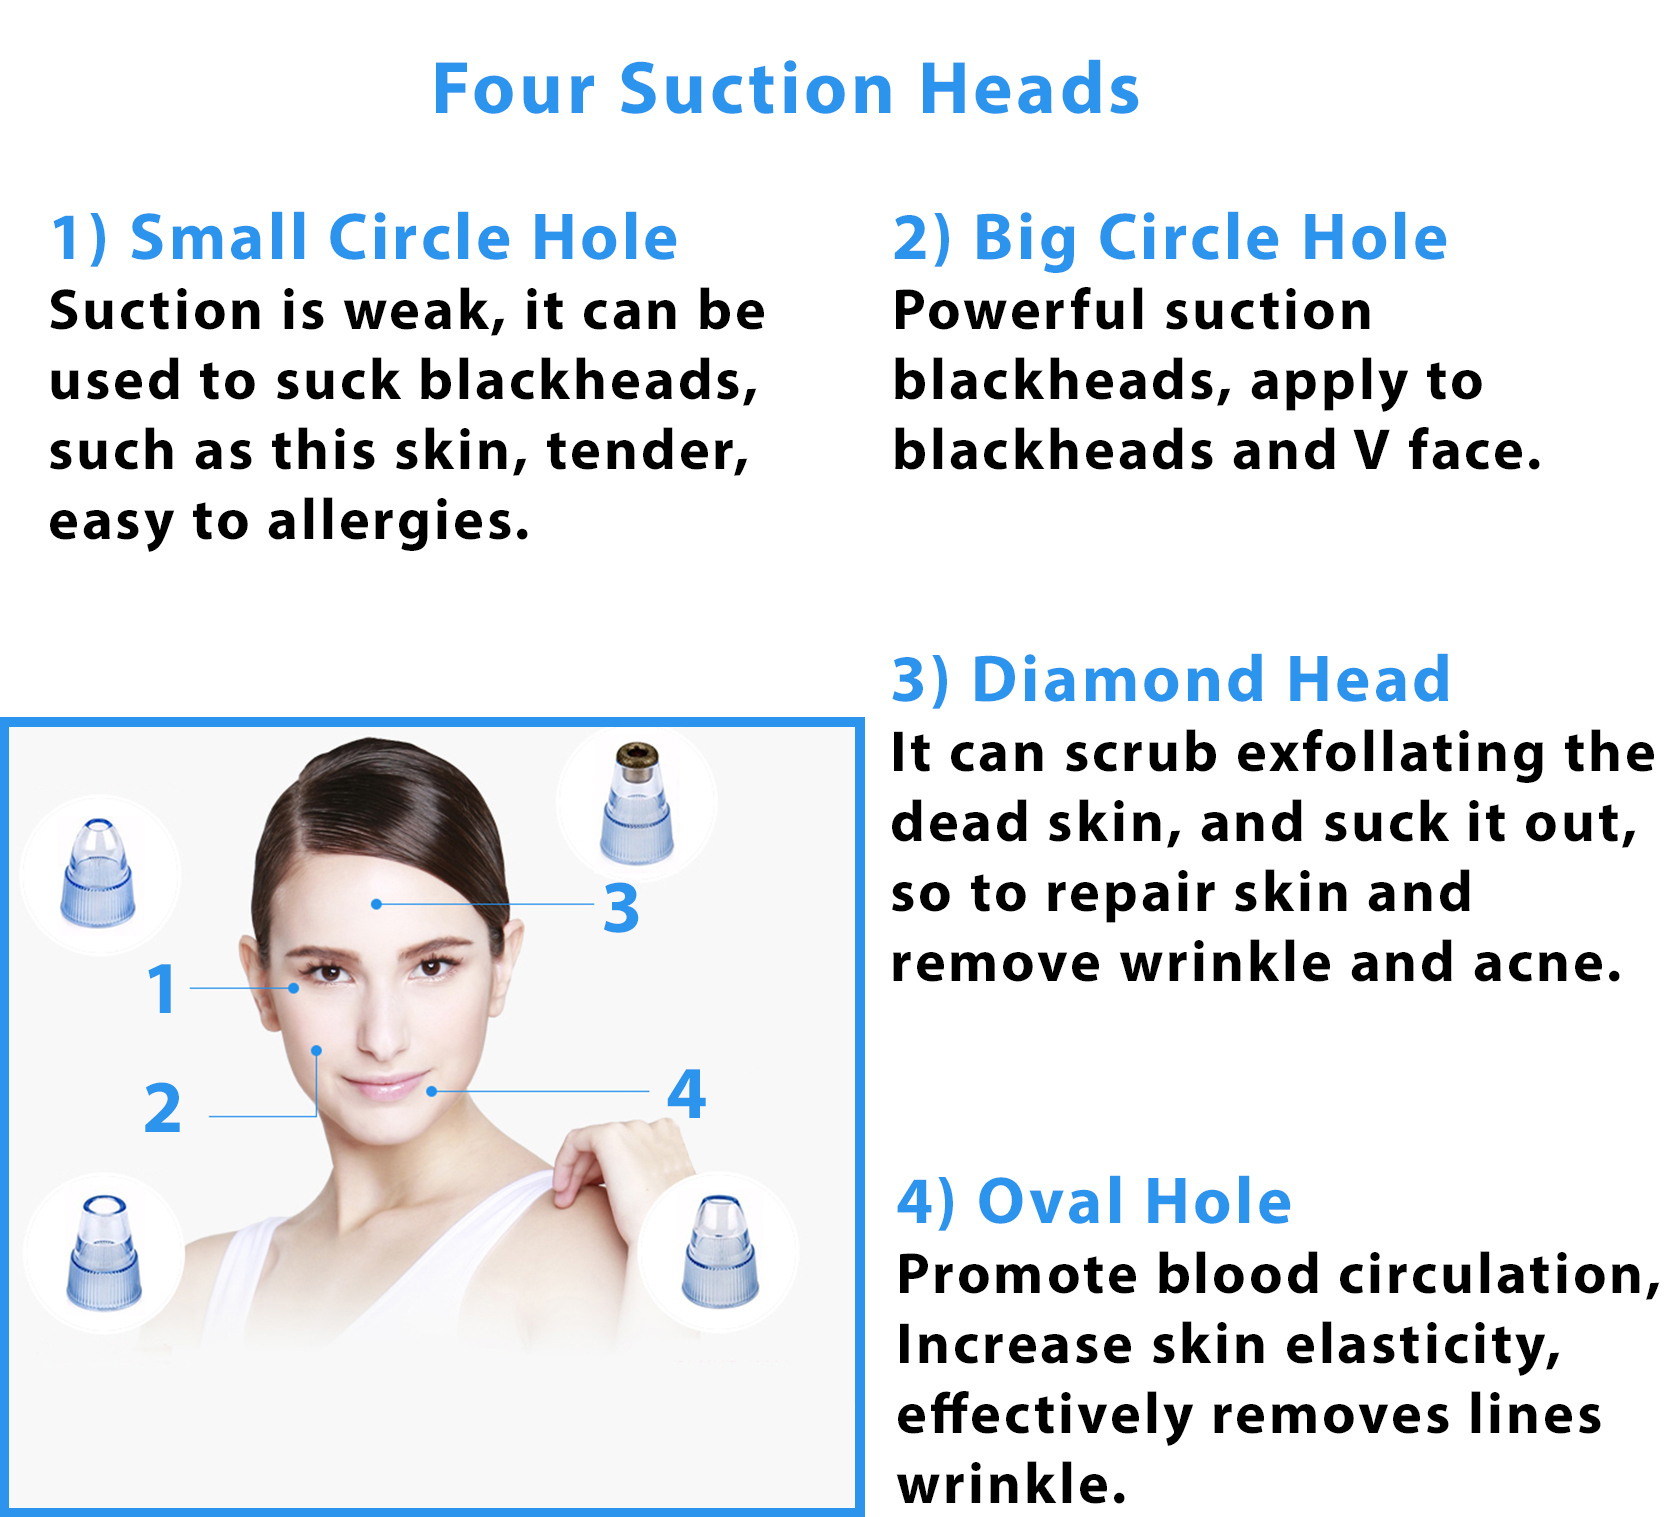 Four Suction Heads
1) Small Circle Hole
Suction is weak, it can be
used to suck blackheads,
such as this skin, tender,
easy to allergies.
2) Big Circle Hole
Powerful suction
blackheads, apply to
blackheads and V face.
3) Diamond Head
It can scrub exfollating the
dead skin, and suck it out,
so to repair skin and
remove wrinkle and acne.
3
1
2
4
4) Oval Hole
Promote blood circulation,
Increase skin elasticity,
effectively removes lines
wrinkle.